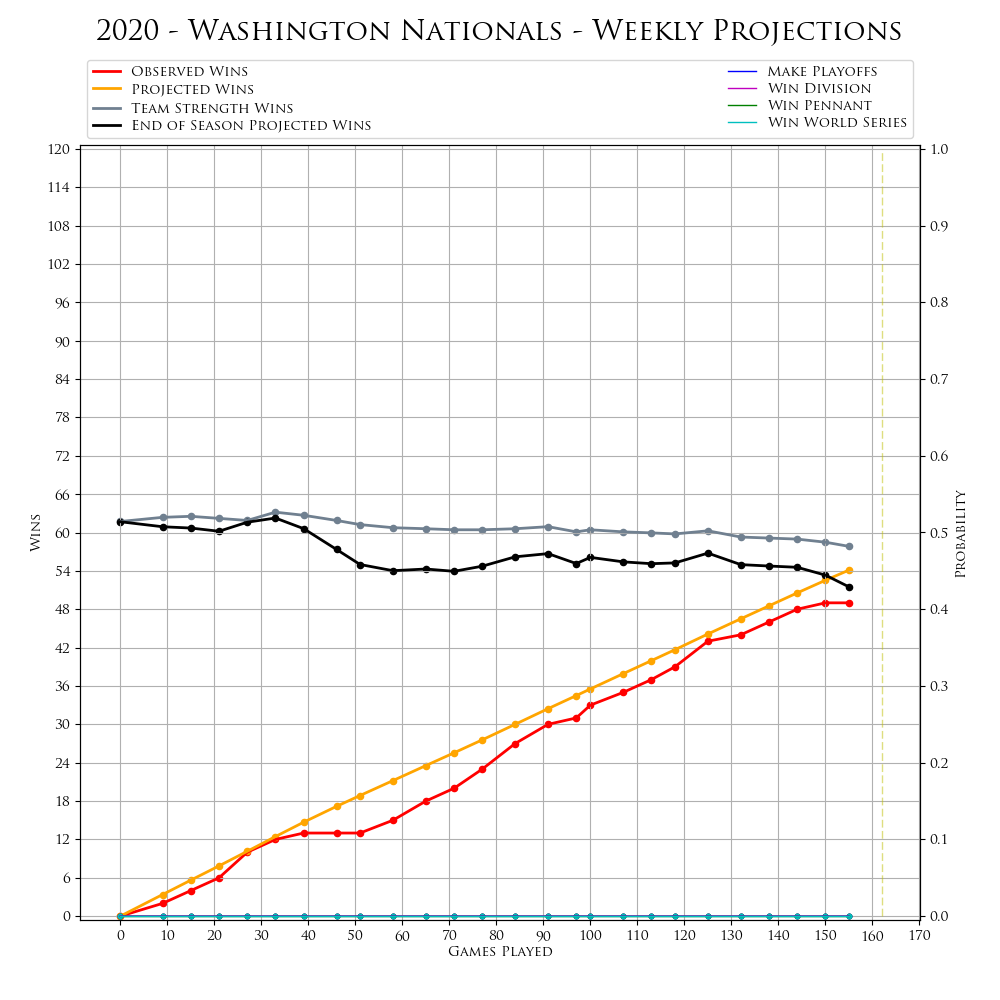 2020 - Washington Nationals - Weekly Projections
Observed Wins
Projected Wins
Team Strength Wins
End of Season Projected Wins
Make Playoffs
Win Division
Win Pennant
Win World Series
120
114
108
102
96
90
84
78
72
66
60
54
48
42
36
30
24
18
12
6
0
Wins
1.0
0.9
0.8
0.7
0.6
0.5
0.4
0.3
0.2
0.1
0.0
Probability
0 10 20 30 40 50 60 70 80 90 100 110 120 130 140 150 160 170
Games Played